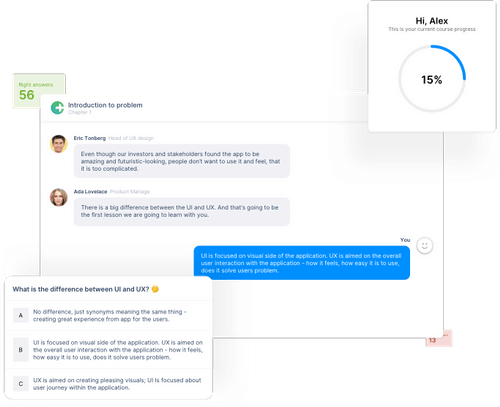 Hi, Alex
This is your current course progress
15%
Right answers
56
Introduction to problem
Chapter 1
Eric Tonberg Head of UX design
Even though our investors and stakeholders found the app to be
amazing and futuristic-looking, people don't want to use it and feel, that
it is too complicated.
Ada Lovelace Product Manage
There is a big difference between the UI and UX. And that's going to be
the first lesson we are going to learn with you.
You
UI is focused on visual side of the application. UX is aimed on the overall
user interaction with the application - how it feels, how easy it is to use,
does it solve users problem.
13
What is the difference between UI and UX? 🤔
A
No difference, just synonyms meaning the same thing -
creating great experience from app for the users.
B
UI is focused on visual side of the application. UX is aimed on
the overall user interaction with the application - how it feels,
how easy it is to use, does it solves users problem.
C
UX is aimed on creating pleasing visuals; UI is focused about
user journey within the application.